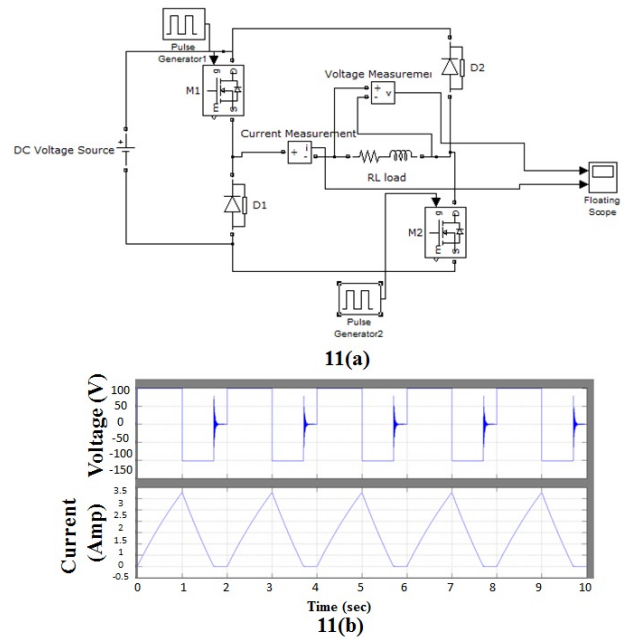 Pulse
Generator1
g
D
M1
m
S
D2
Voltage Measuremer
+
-
v
Current Measurement
DC Voltage Source
+
+
-
i
RL load
Floating
Scope
D1
g
D
M2
m
S
Pulse
Generator2
11(a)
Voltage (V)
100
50
0
-50
-100
-150
Current
(Amp)
3.5
3
2.5
2
1.5
1
0
-0.5
0 1 2 3 4 5 6 7 8 9 10
Time (sec)
11(b)